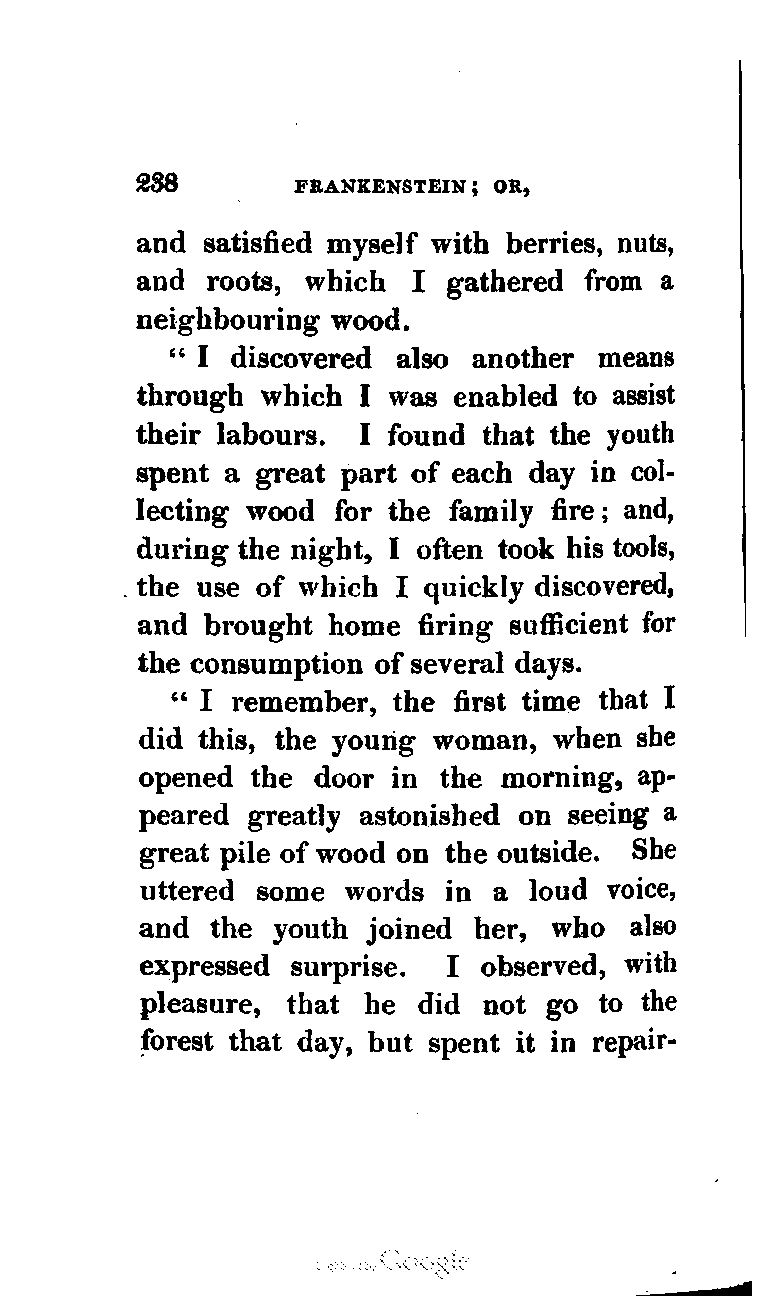 238 FRANKENSTEIN; OR,
and satisfied myself with berries, nuts,
and roots, which I gathered from a
neighbouring wood.
“ I discovered also another means
through which I was enabled to assist
their labours. I found that the youth
spent a great part of each day in col-
lecting wood for the family fire; and,
during the night, I often took his tools,
the use of which I quickly discovered,
and brought home firing sufficient for
the consumption of several days.
“ I remember, the first time that I
did this, the young woman, when she
opened the door in the morning, ap-
peared greatly astonished on seeing a
great pile of wood on the outside. She
uttered some words in a loud voice,
and the youth joined her, who also
expressed surprise. I observed, with
pleasure, that he did not go to the
forest that day, but spent it in repair-
Google